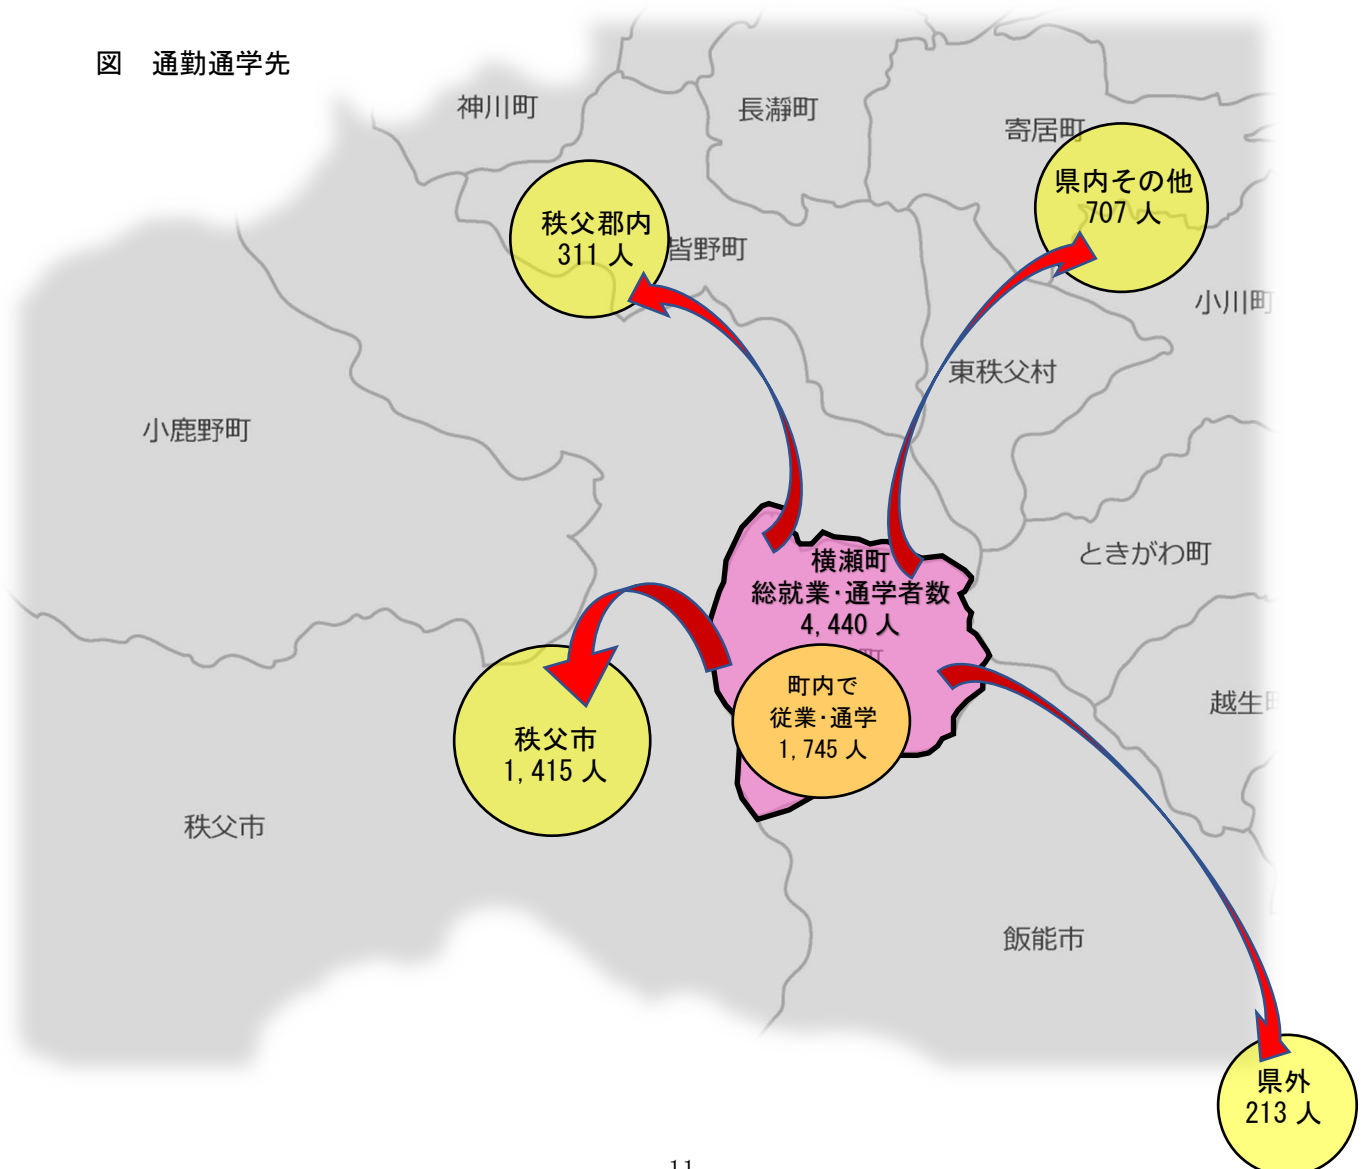 図　通勤通学先
神川町
長瀞町
寄居町
県内その他
707 人
秩父郡内
311 人
皆野町
小川町
東秩父村
小鹿野町
ときがわ町
横瀬町
総就業・通学者数
4,440 人
町
町内で
従業・通学
1,745 人
越生町
秩父市
1,415 人
秩父市
飯能市
県外
213 人
11